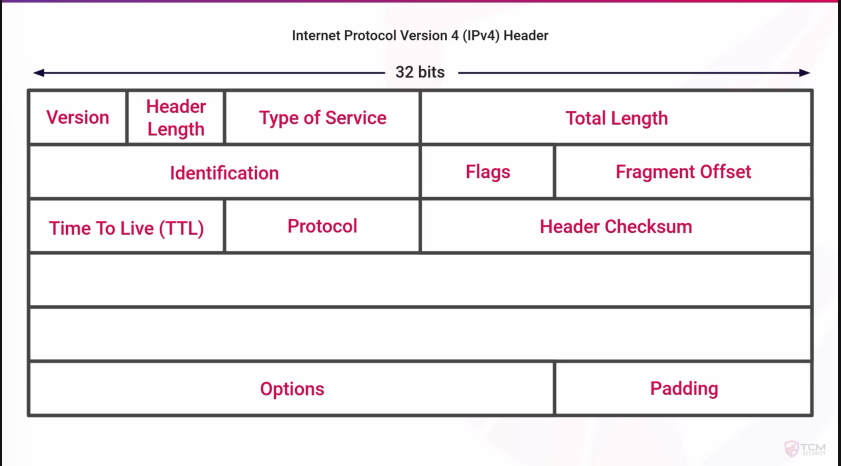 Internet Protocol Version 4 (IPv4) Header
32 bits
Version
Header
Length
Type of Service
Total Length
Identification
Flags
Fragment Offset
Time To Live (TTL)
Protocol
Header Checksum
Options
Padding
TCM
SECURITY